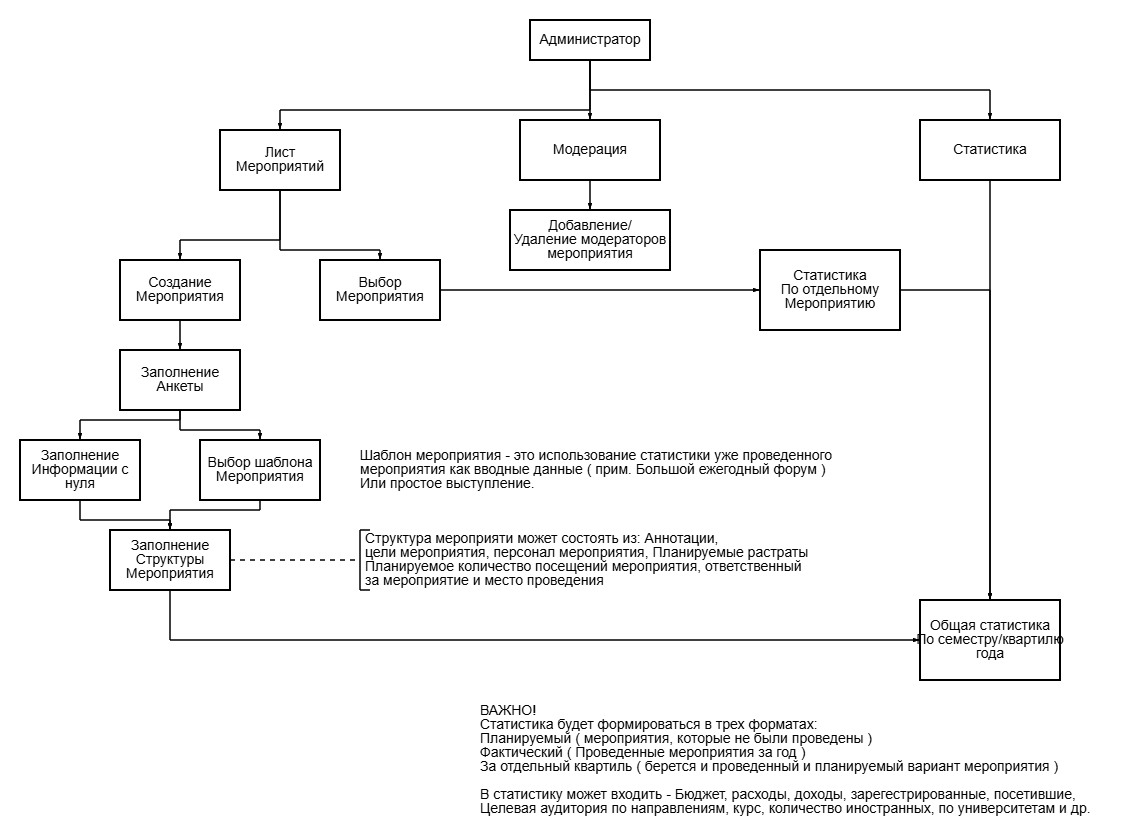 Администратор
Лист
Мероприятий
Модерация
Статистика
Добавление/
Удаление модераторов
мероприятия
Создание
Мероприятия
Выбор
Мероприятия
Статистика
По отдельному
Мероприятию
Заполнение
Анкеты
Заполнение
Информации с
нуля
Выбор шаблона
Мероприятия
Шаблон мероприятия - это использование статистики уже проведенного
мероприятия как вводные данные ( прим. Большой ежегодный форум )
Или простое выступление.
Заполнение
Структуры
Мероприятия
Структура мероприяти может состоять из: Аннотации,
цели мероприятия, персонал мероприятия, Планируемые растраты
Планируемое количество посещений мероприятия, ответственный
за мероприятие и место проведения
Общая статистика
По семестру/квартилю
года
ВАЖНО!
Статистика будет формироваться в трех форматах:
Планируемый ( мероприятия, которые не были проведены )
Фактический ( Проведенные мероприятия за год )
За отдельный квартиль ( берется и проведенный и планируемый вариант мероприятия )
В статистику может входить - Бюджет, расходы, доходы, зарегестрированные, посетившие,
Целевая аудитория по направлениям, курс, количество иностранных, по университетам и др.